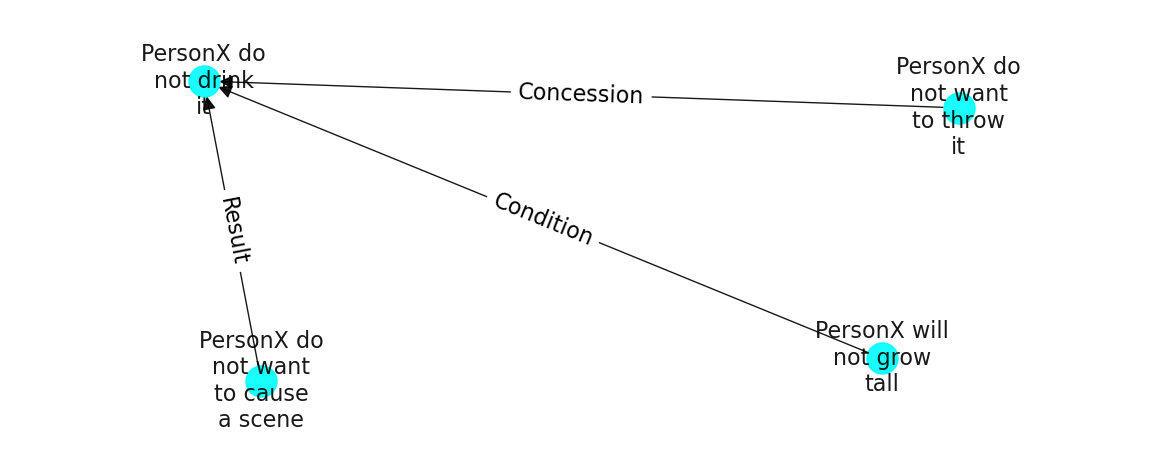 PersonX do
not drink
it
Concession
PersonX do
not want
to throw
it
Condition
Result
PersonX do
not want
to cause
a scene
PersonX will
not grow
tall